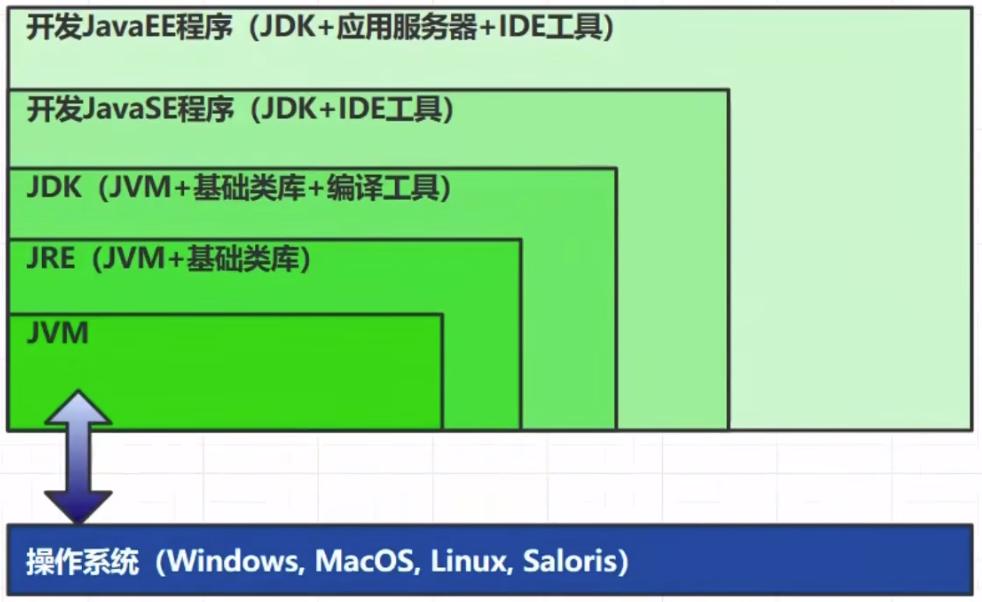 开发JavaEE程序（JDK+应用服务器+IDE工具）
开发JavaSE程序（JDK+IDE工具）
JDK（JVM+基础类库+编译工具）
JRE（JVM+基础类库）
JVM
操作系统（Windows, MacOS, Linux, Saloris）